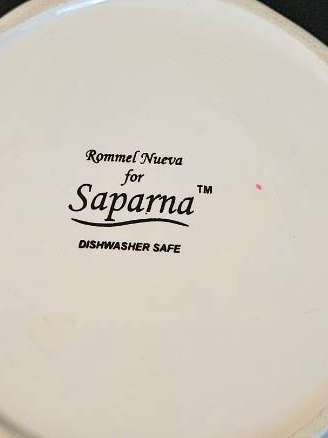 Rommel Nueva
for
Saparna™
DISHWASHER SAFE